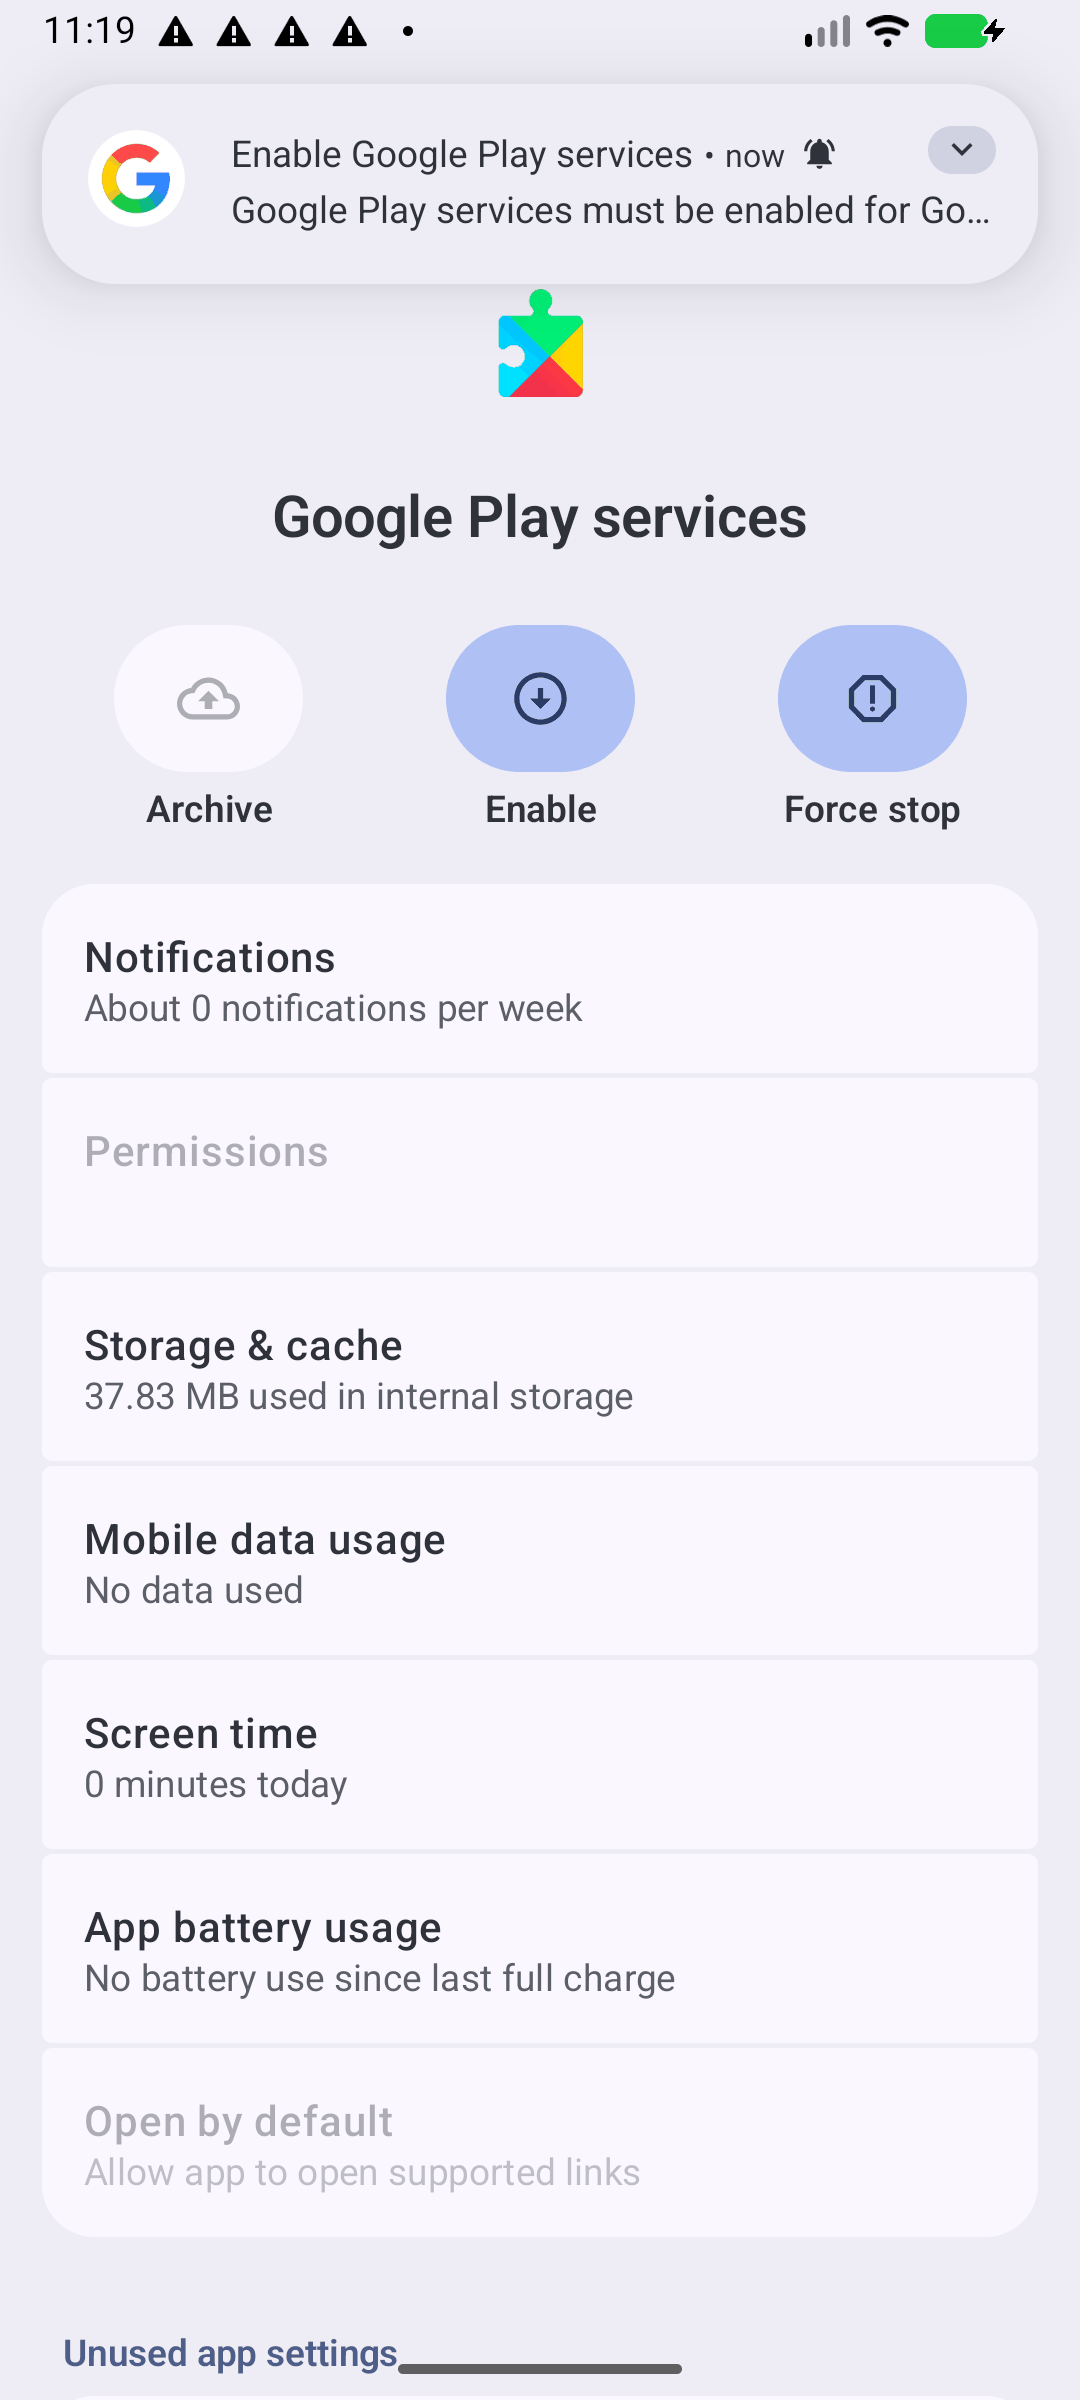 11:19
Enable Google Play services • now
Google Play services must be enabled for Go…
Google Play services
Archive
Enable
Force stop
Notifications
About 0 notifications per week
Permissions
Storage & cache
37.83 MB used in internal storage
Mobile data usage
No data used
Screen time
0 minutes today
App battery usage
No battery use since last full charge
Open by default
Allow app to open supported links
Unused app settings